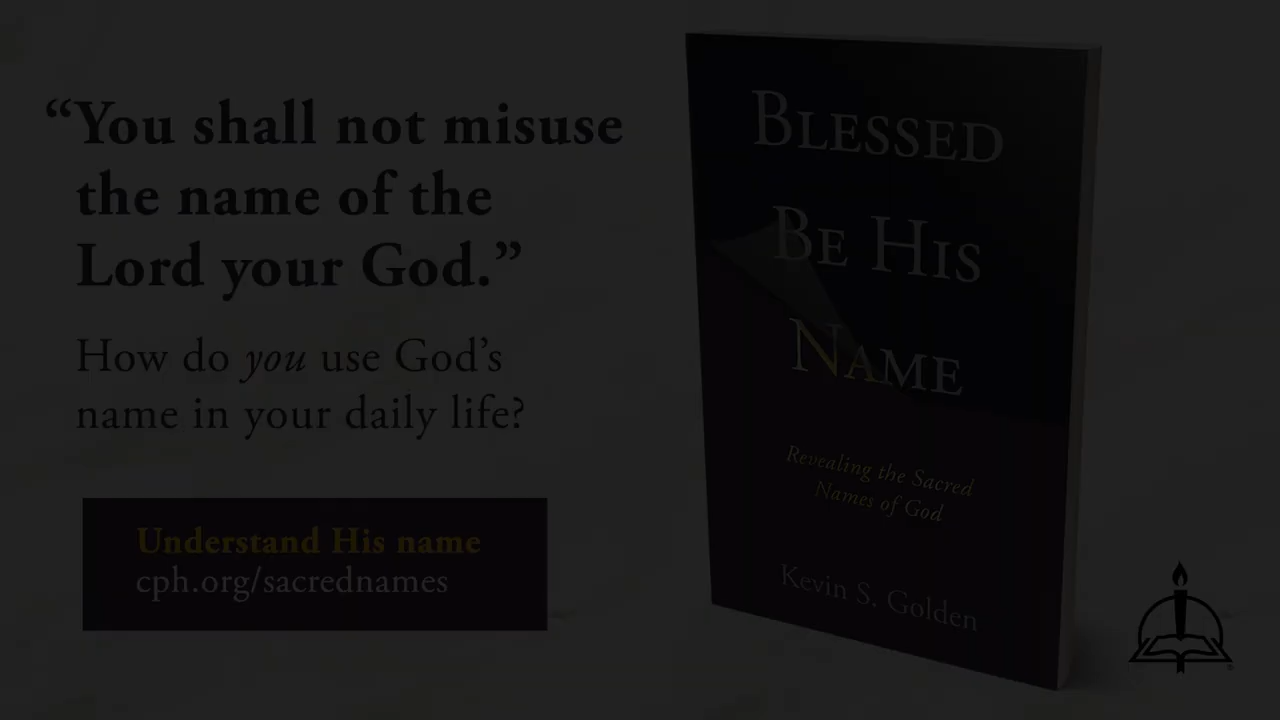 “You shall not misuse
the name of the
Lord your God.”
How do you use God’s
name in your daily life?
Understand His name
cph.org/sacrednames
Blessed
Be His
Name
Revealing the Sacred
Names of God
Kevin S. Golden